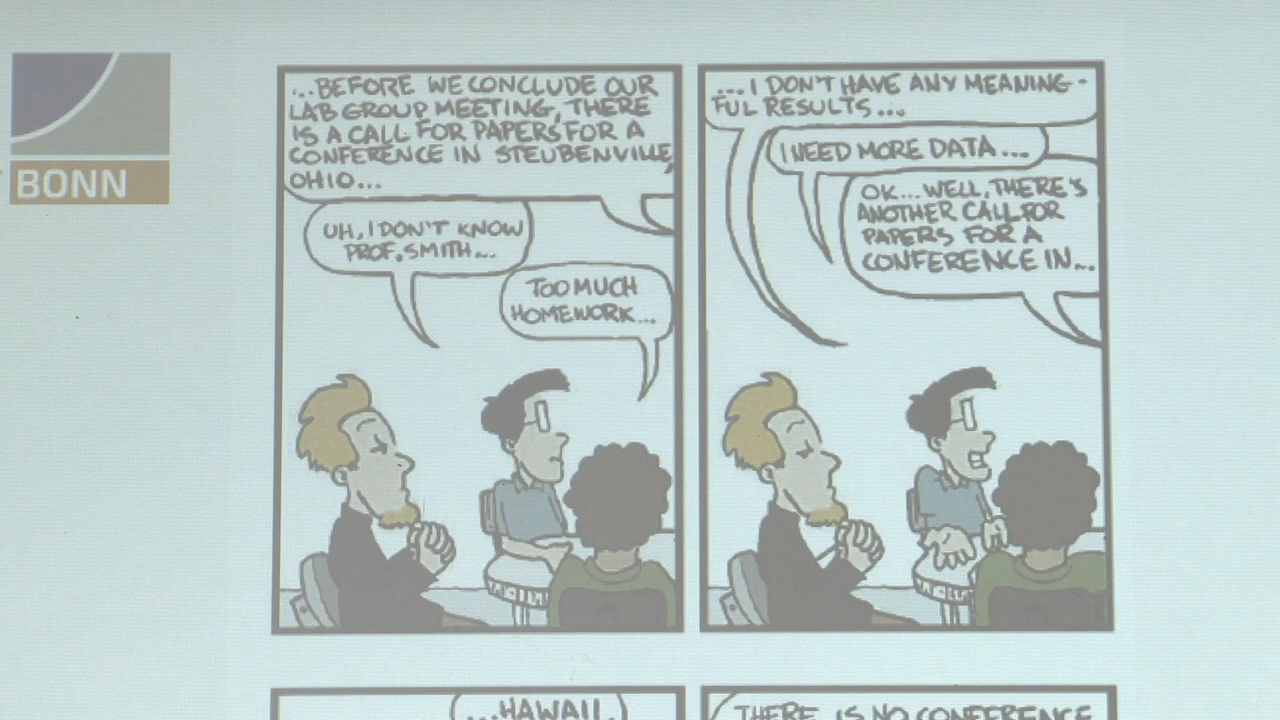 BONN
...BEFORE WE CONCLUDE OUR
LAB GROUP MEETING, THERE
IS A CALL FOR PAPERS FOR A
CONFERENCE IN STEUBENVILLE,
OHIO...
UH, I DON'T KNOW
PROF. SMITH...
TOO MUCH
HOMEWORK...
...I DON'T HAVE ANY MEANING-
FUL RESULTS...
I NEED MORE DATA...
OK...WELL, THERE'S
ANOTHER CALL FOR
PAPERS FOR A
CONFERENCE IN...
...HAWAII.
THERE IS NO CONFERENCE